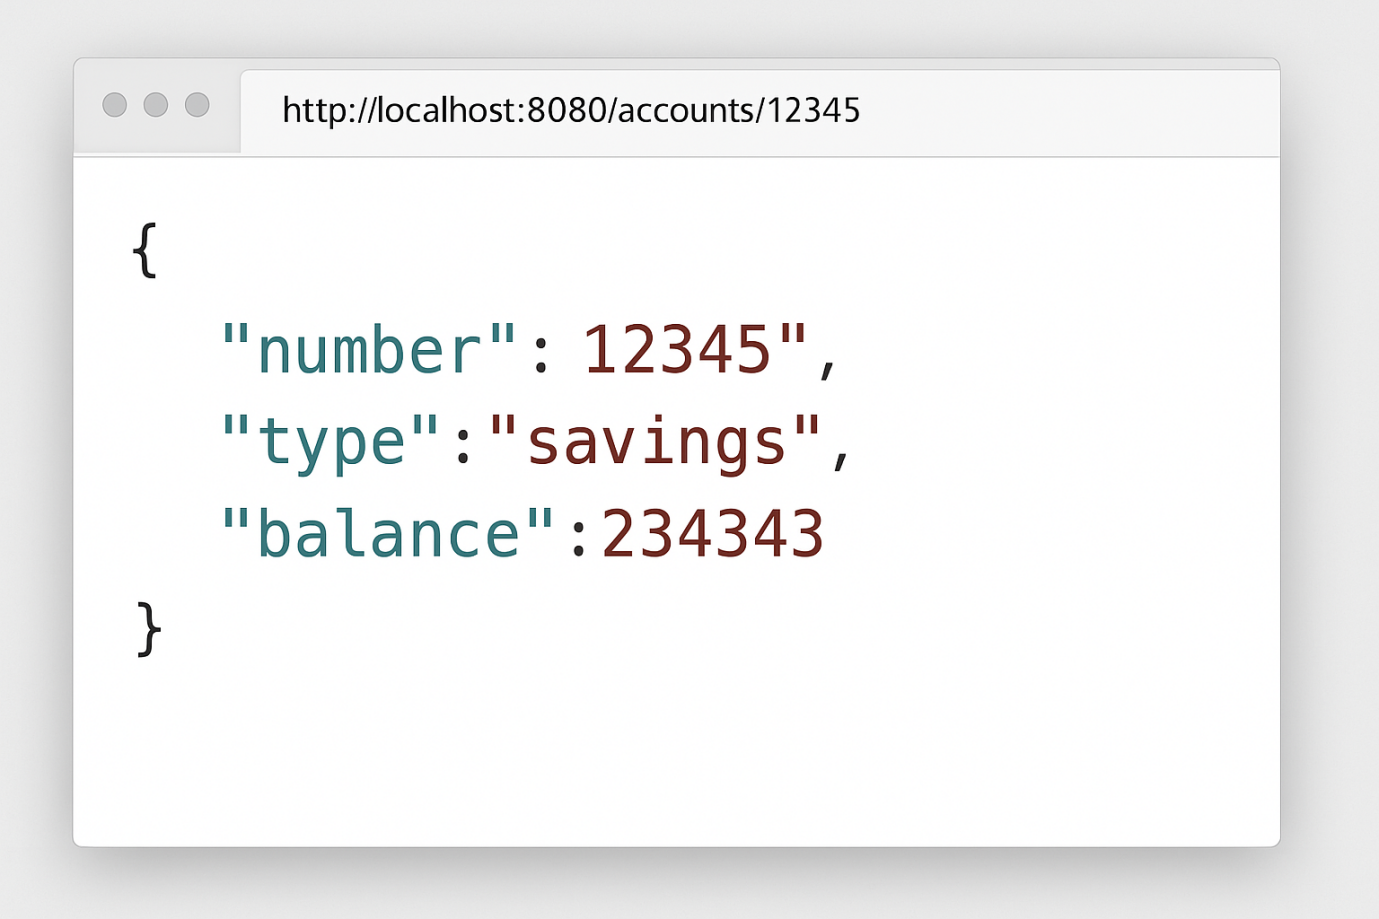 http://localhost:8080/accounts/12345
{
"number": 12345",
"type":"savings",
"balance":234343
}